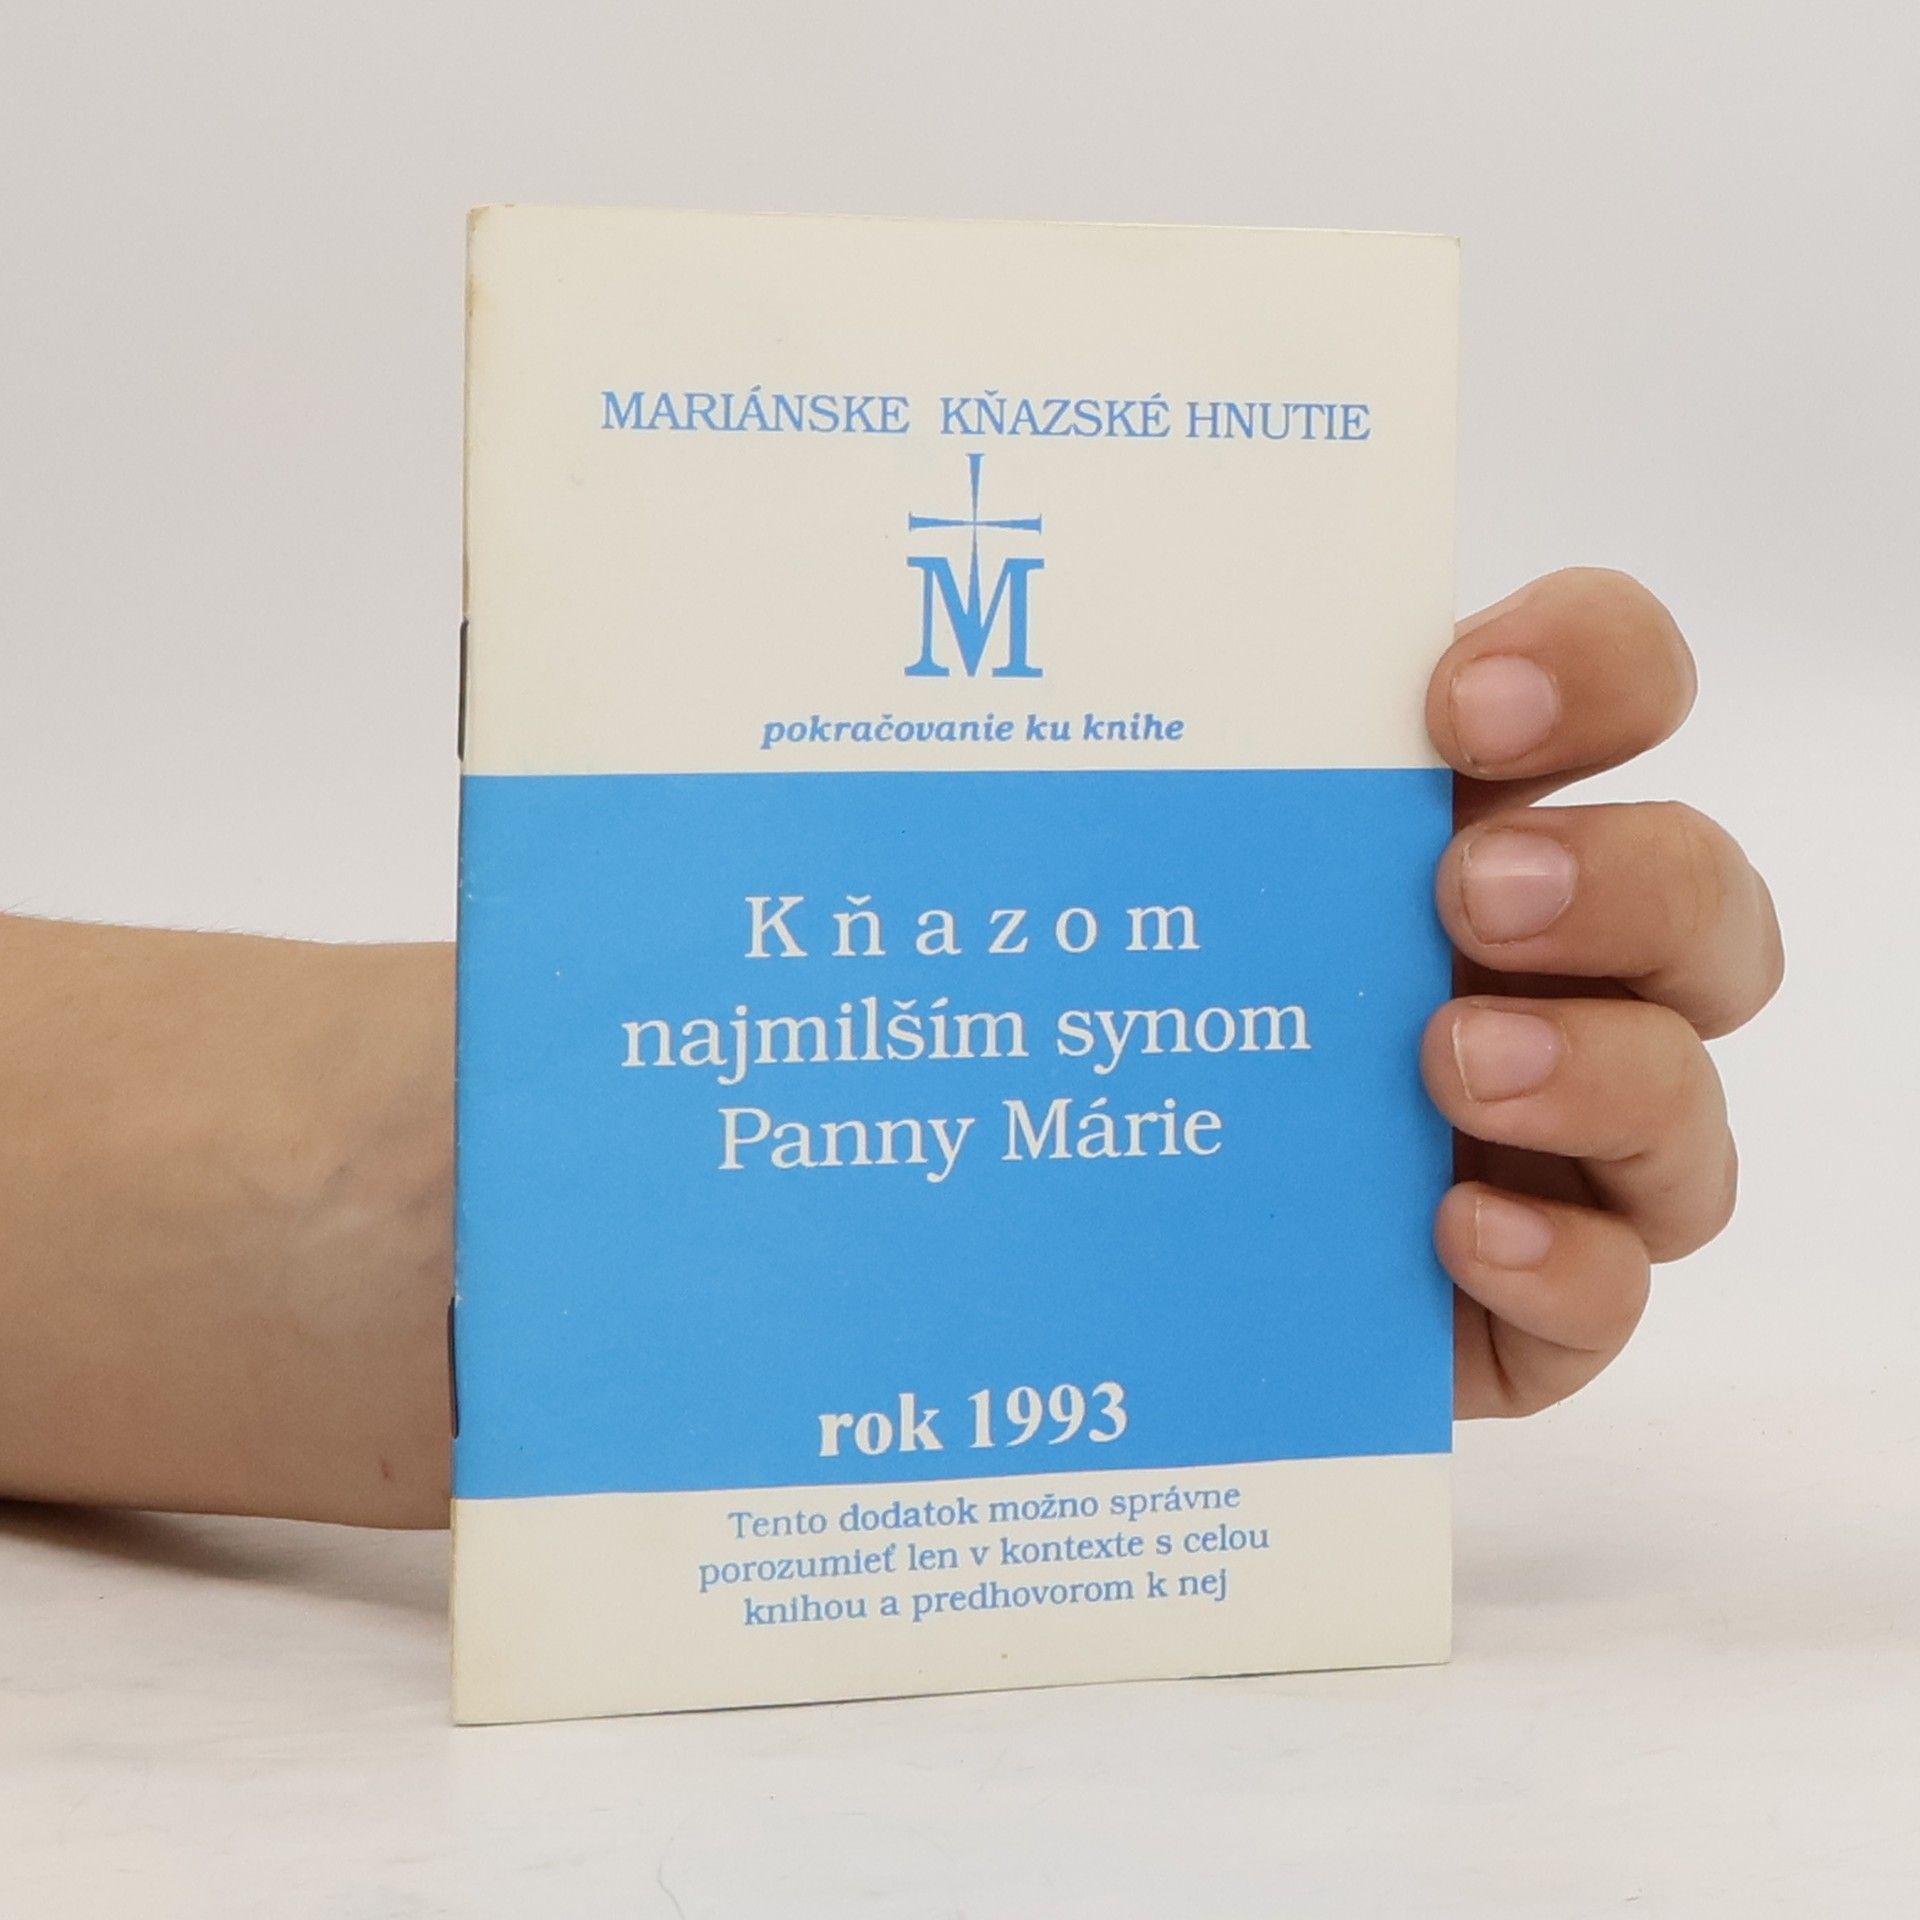 MARIÁNSKE KŇAZSKÉ HNUTIE
M
pokračovanie ku knihe
Kňazom
najmilším synom
Panny Márie
rok 1993
Tento dodatok možno správne
porozumieť len v kontexte s celou
knihou a predhovorom k nej